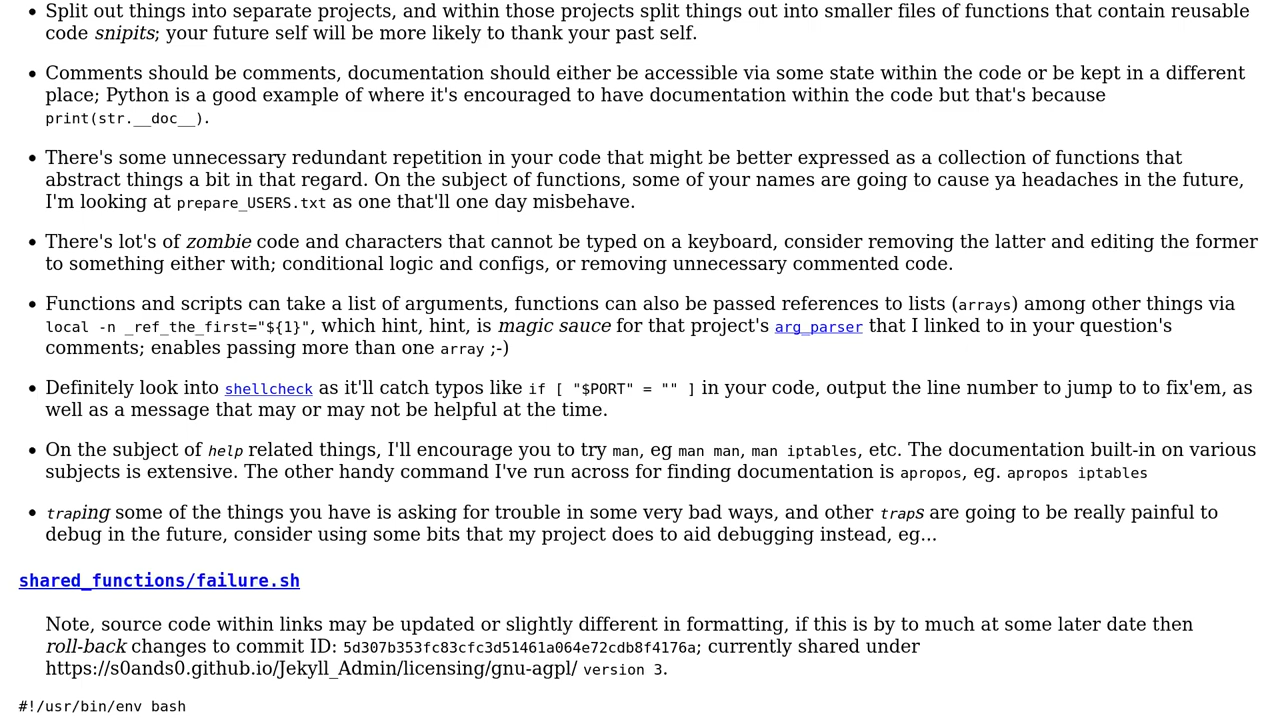 • Split out things into separate projects, and within those projects split things out into smaller files of functions that contain reusable
code snipits; your future self will be more likely to thank your past self.
• Comments should be comments, documentation should either be accessible via some state within the code or be kept in a different
place; Python is a good example of where it's encouraged to have documentation within the code but that's because
print(str.__doc__).
• There's some unnecessary redundant repetition in your code that might be better expressed as a collection of functions that
abstract things a bit in that regard. On the subject of functions, some of your names are going to cause ya headaches in the future,
I'm looking at prepare_USERS.txt as one that'll one day misbehave.
• There's lot's of zombie code and characters that cannot be typed on a keyboard, consider removing the latter and editing the former
to something either with; conditional logic and configs, or removing unnecessary commented code.
• Functions and scripts can take a list of arguments, functions can also be passed references to lists (arrays) among other things via
local -n _ref_the_first="${1}", which hint, hint, is magic sauce for that project's arg_parser that I linked to in your question's
comments; enables passing more than one array ;-)
• Definitely look into shellcheck as it'll catch typos like if [ "$PORT" = "" ] in your code, output the line number to jump to to fix'em, as
well as a message that may or may not be helpful at the time.
• On the subject of help related things, I'll encourage you to try man, eg man man, man iptables, etc. The documentation built-in on various
subjects is extensive. The other handy command I've run across for finding documentation is apropos, eg. apropos iptables
• traping some of the things you have is asking for trouble in some very bad ways, and other traps are going to be really painful to
debug in the future, consider using some bits that my project does to aid debugging instead, eg...
shared_functions/failure.sh
Note, source code within links may be updated or slightly different in formatting, if this is by to much at some later date then
roll-back changes to commit ID: 5d307b353fc83cfc3d51461a064e72cdb8f4176a; currently shared under
https://s0ands0.github.io/Jekyll_Admin/licensing/gnu-agpl/ version 3.
#!/usr/bin/env bash